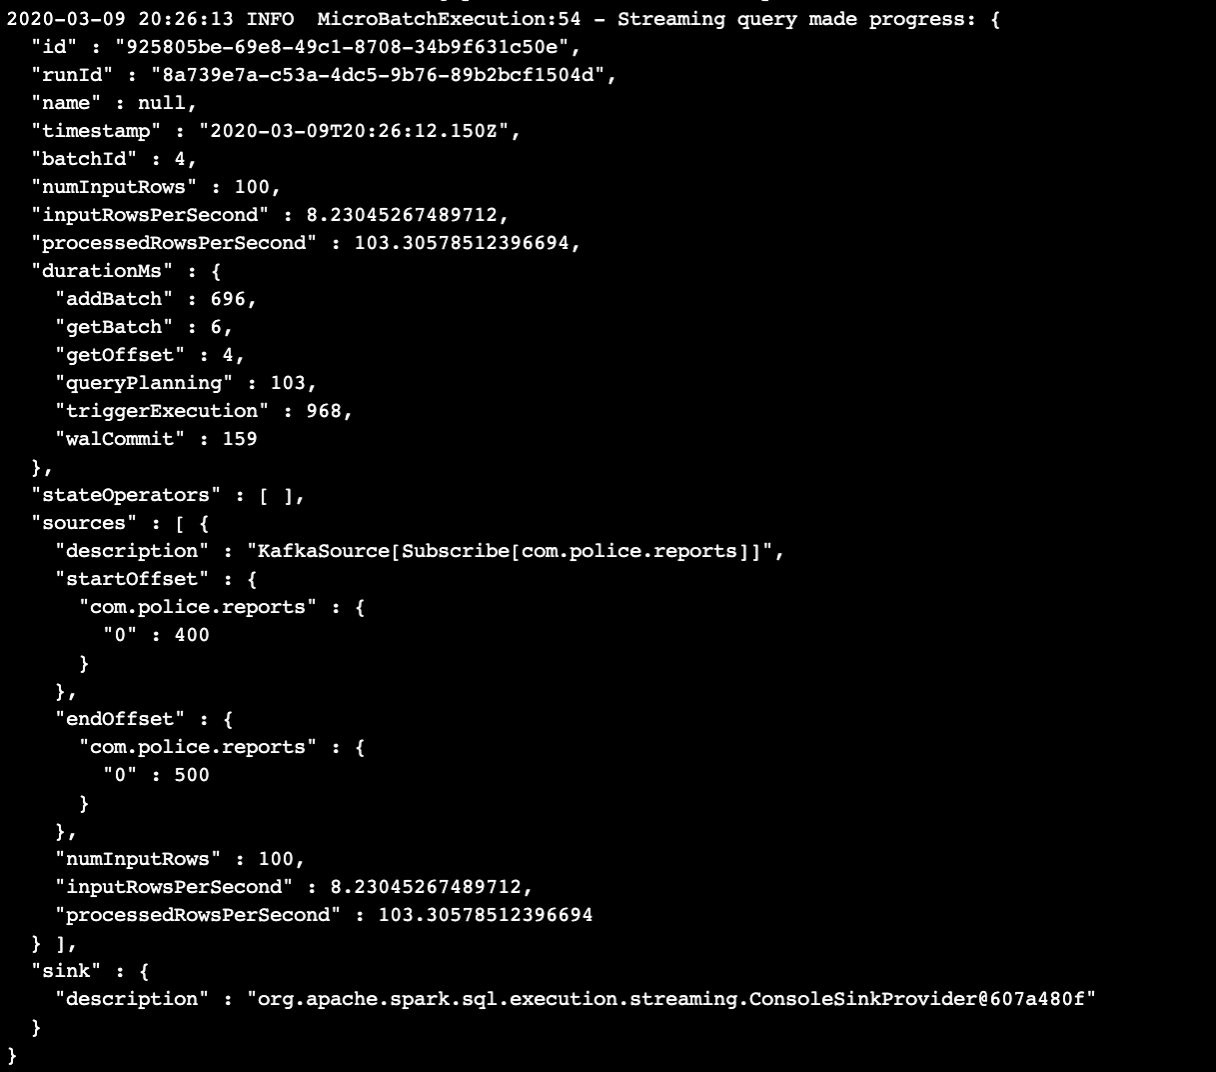 2020-03-09 20:26:13 INFO  MicroBatchExecution:54 - Streaming query made progress: {
  "id" : "925805be-69e8-49c1-8708-34b9f631c50e",
  "runId" : "8a739e7a-c53a-4dc5-9b76-89b2bcf1504d",
  "name" : null,
  "timestamp" : "2020-03-09T20:26:12.150Z",
  "batchId" : 4,
  "numInputRows" : 100,
  "inputRowsPerSecond" : 8.23045267489712,
  "processedRowsPerSecond" : 103.30578512396694,
  "durationMs" : {
    "addBatch" : 696,
    "getBatch" : 6,
    "getOffset" : 4,
    "queryPlanning" : 103,
    "triggerExecution" : 968,
    "walCommit" : 159
  },
  "stateOperators" : [ ],
  "sources" : [ {
    "description" : "KafkaSource[Subscribe[com.police.reports]]",
    "startOffset" : {
      "com.police.reports" : {
        "0" : 400
      }
    },
    "endOffset" : {
      "com.police.reports" : {
        "0" : 500
      }
    },
    "numInputRows" : 100,
    "inputRowsPerSecond" : 8.23045267489712,
    "processedRowsPerSecond" : 103.30578512396694
  } ],
  "sink" : {
    "description" : "org.apache.spark.sql.execution.streaming.ConsoleSinkProvider@607a480f"
  }
}